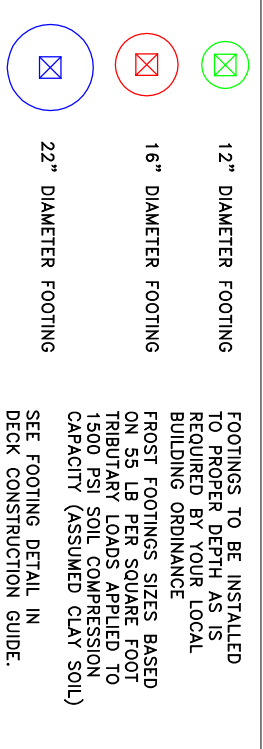 12" DIAMETER FOOTING
16" DIAMETER FOOTING
22" DIAMETER FOOTING
FOOTINGS TO BE INSTALLED
TO PROPER DEPTH AS IS
REQUIRED BY YOUR LOCAL
BUILDING ORDINANCE
FROST FOOTINGS SIZES BASED
ON 55 LB PER SQUARE FOOT
TRIBUTARY LOADS APPLIED TO
1500 PSI SOIL COMPRESSION
CAPACITY (ASSUMED CLAY SOIL)
SEE FOOTING DETAIL IN
DECK CONSTRUCTION GUIDE.